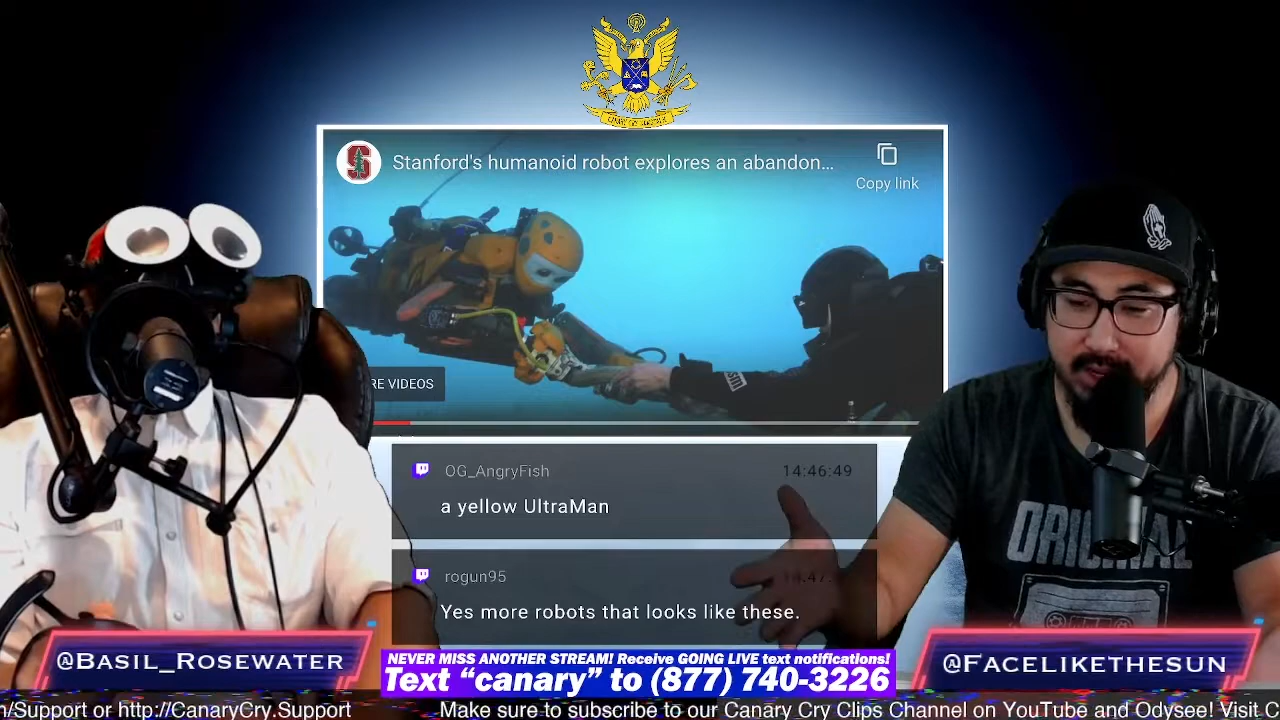 Stanford's humanoid robot explores an abandon...
Copy link
RE VIDEOS
OG_AngryFish
14:46:49
a yellow UltraMan
rogun95
Yes more robots that looks like these.
ORIGINAL
@BASIL_ROSEWATER
@FACELIKETHESUN
NEVER MISS ANOTHER STREAM! Receive GOING LIVE text notifications!
Text “canary” to (877) 740-3226
n/Support or http://CanaryCry.Support
Make sure to subscribe to our Canary Cry Clips Channel on YouTube and Odysee! Visit C